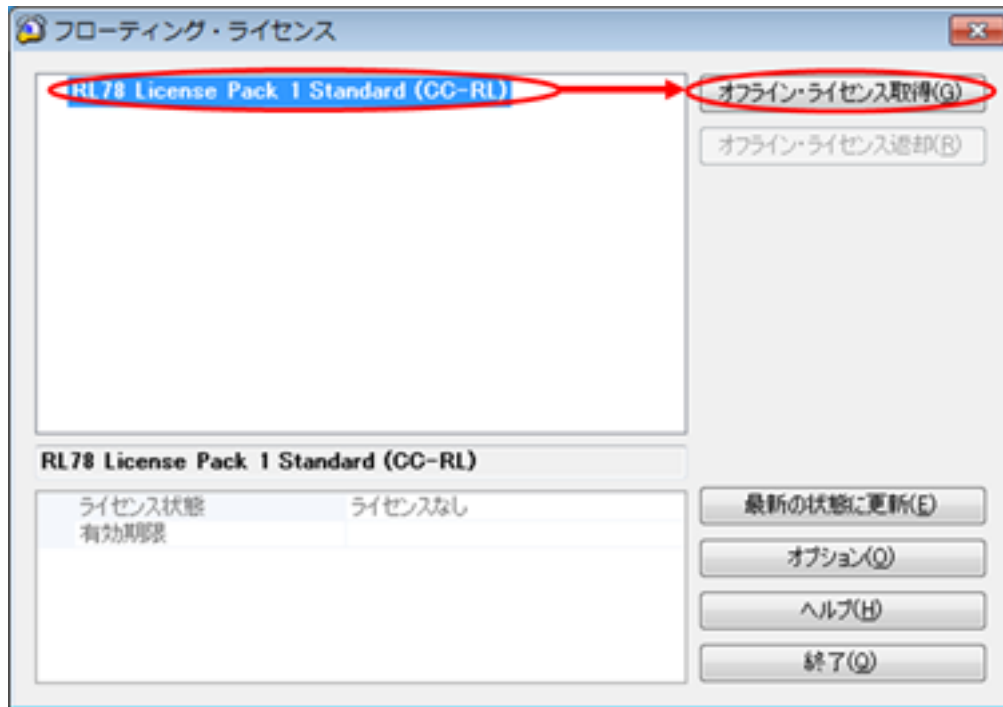 フローティング・ライセンス
RL78 License Pack 1 Standard (CC-RL)
オフライン・ライセンス取得(G)
オフライン・ライセンス返却(R)
RL78 License Pack 1 Standard (CC-RL)
ライセンス状態 ライセンスなし
有効期限
最新の状態に更新(E)
オプション(O)
ヘルプ(H)
終了(Q)